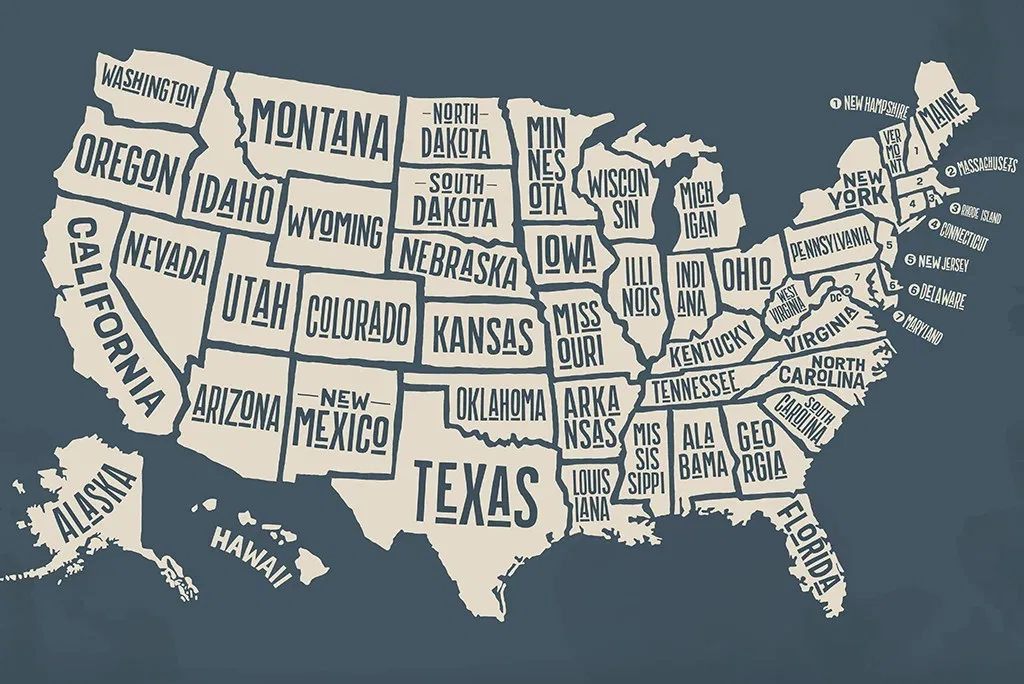 WASHINGTON
OREGON
CALIFORNIA
IDAHO
NEVADA
MONTANA
WYOMING
UTAH
COLORADO
ARIZONA
NEW
MEXICO
NORTH
DAKOTA
SOUTH
DAKOTA
NEBRASKA
KANSAS
OKLAHOMA
TEXAS
MIN
NES
OTA
IOWA
MISS
OURI
ARKA
NSAS
LOUIS
IANA
WISCON
SIN
ILLI
NOIS
MICH
IGAN
INDI
ANA
OHIO
KENTUCKY
TENNESSEE
MIS
SIS
SIPPI
ALA
BAMA
GEO
RGIA
FLORIDA
SOUTH
CAROLINA
NORTH
CAROLINA
VIRGINIA
WEST
VIRGINIA
DC
PENNSYLVANIA
NEW
YORK
VER
MO
NT
MAINE
1
2
3
4
5
6
7
1 NEW HAMPSHIRE
2 MASSACHUSETS
3 RHODE ISLAND
4 CONNECTICUT
5 NEW JERSEY
6 DELAWARE
7 MARYLAND
ALASKA
HAWAII